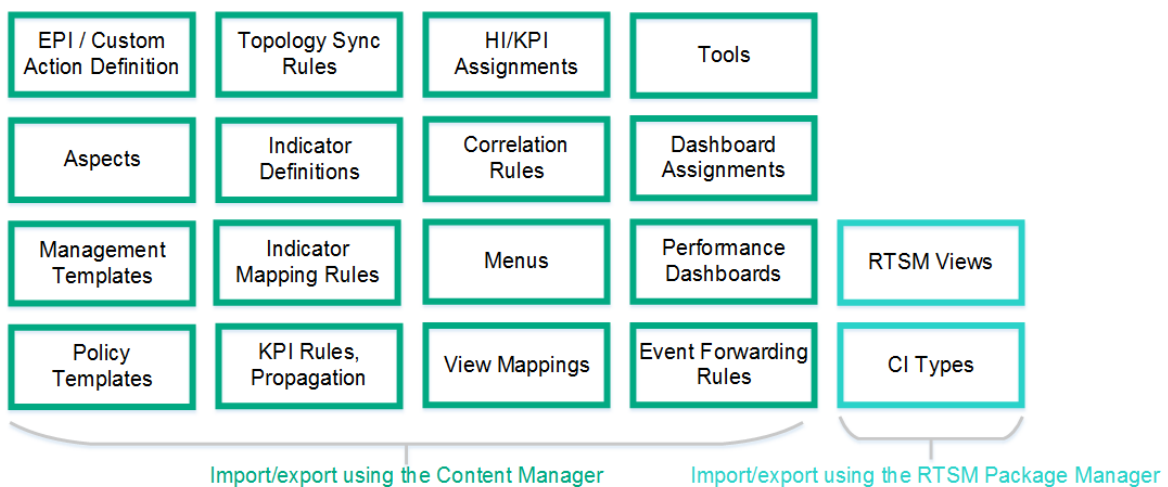 EPI / Custom
Action Definition
Topology Sync
Rules
HI/KPI
Assignments
Tools
Aspects
Indicator
Definitions
Correlation
Rules
Dashboard
Assignments
Management
Templates
Indicator
Mapping Rules
Menus
Performance
Dashboards
RTSM Views
Policy
Templates
KPI Rules,
Propagation
View Mappings
Event Forwarding
Rules
CI Types
Import/export using the Content Manager
Import/export using the RTSM Package Manager